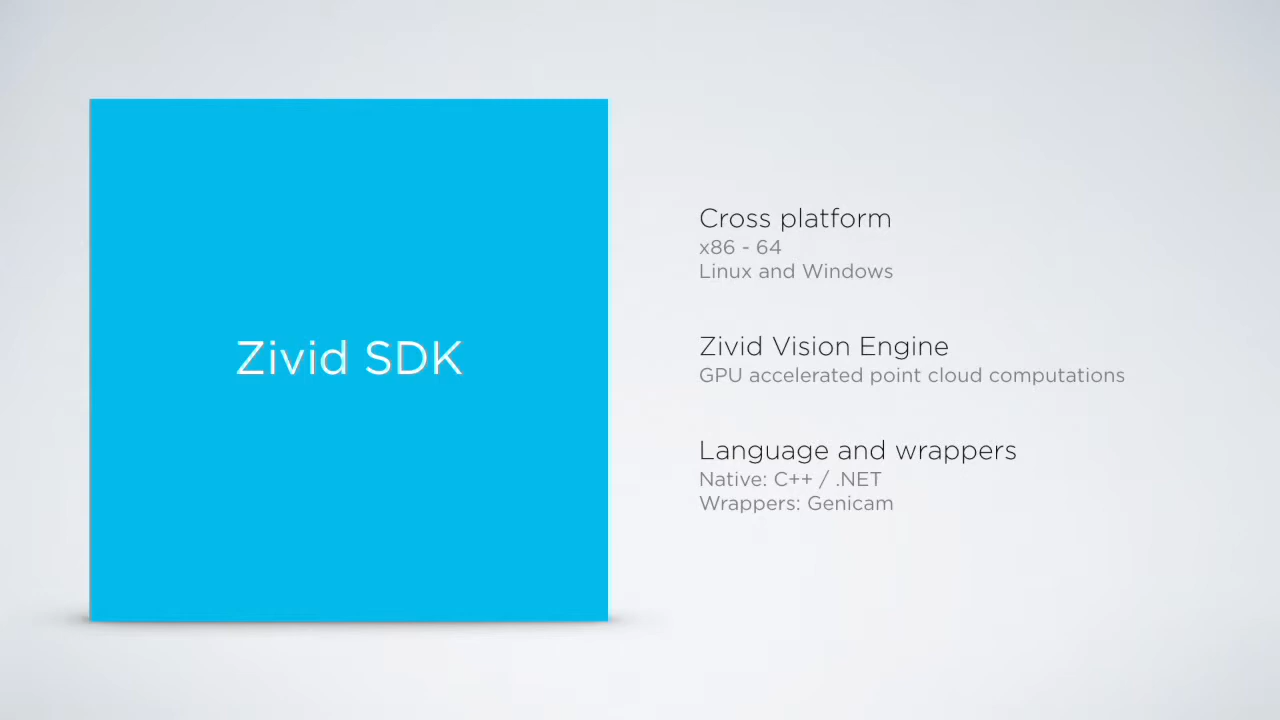 Zivid SDK
Cross platform
x86 - 64
Linux and Windows
Zivid Vision Engine
GPU accelerated point cloud computations
Language and wrappers
Native: C++ / .NET
Wrappers: Genicam